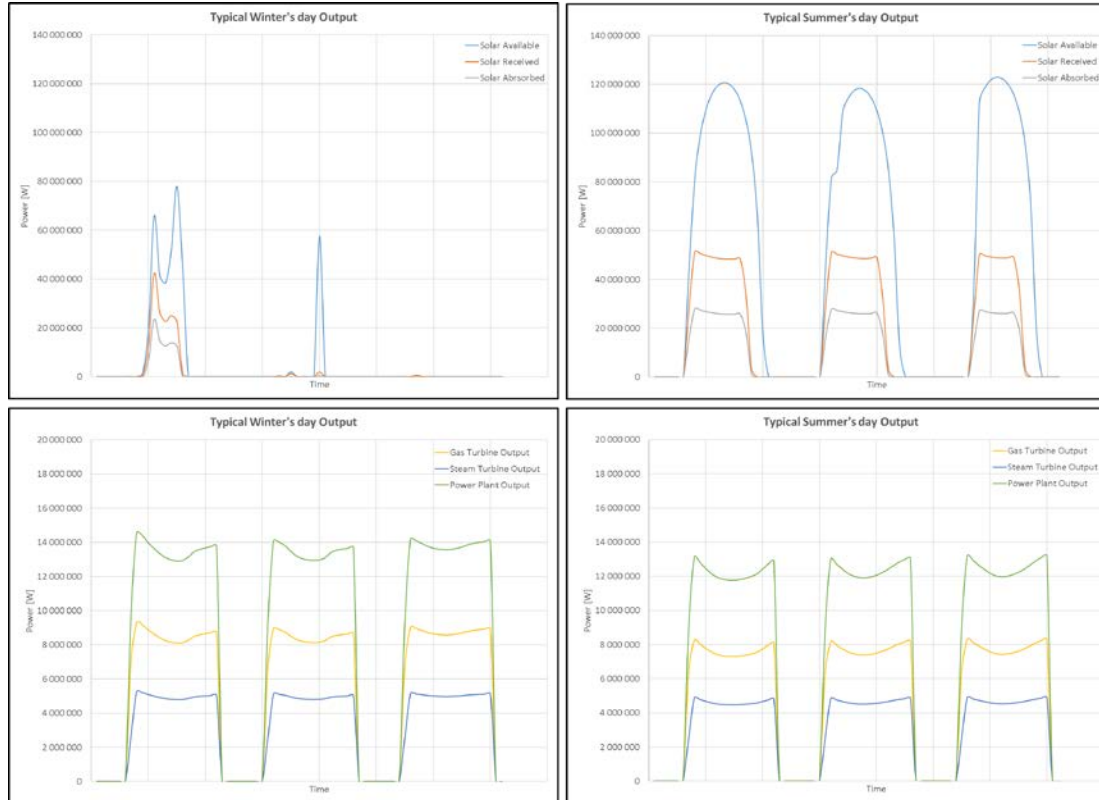 Typical Winter's day Output
140 000 000
120 000 000
100 000 000
80 000 000
60 000 000
40 000 000
20 000 000
0
Power [W]
Time
Solar Available
Solar Received
Solar Abrsorbed
Typical Summer's day Output
140 000 000
120 000 000
100 000 000
80 000 000
60 000 000
40 000 000
20 000 000
0
Power [W]
Time
Solar Available
Solar Received
Solar Absorbed
Typical Winter's day Output
20 000 000
18 000 000
16 000 000
14 000 000
12 000 000
10 000 000
8 000 000
6 000 000
4 000 000
2 000 000
0
Power [W]
Time
Gas Turbine Output
Steam Turbine Output
Power Plant Output
Typical Summer's day Output
20 000 000
18 000 000
16 000 000
14 000 000
12 000 000
10 000 000
8 000 000
6 000 000
4 000 000
2 000 000
0
Power [W]
Time
Gas Turbine Output
Steam Turbine Output
Power Plant Output